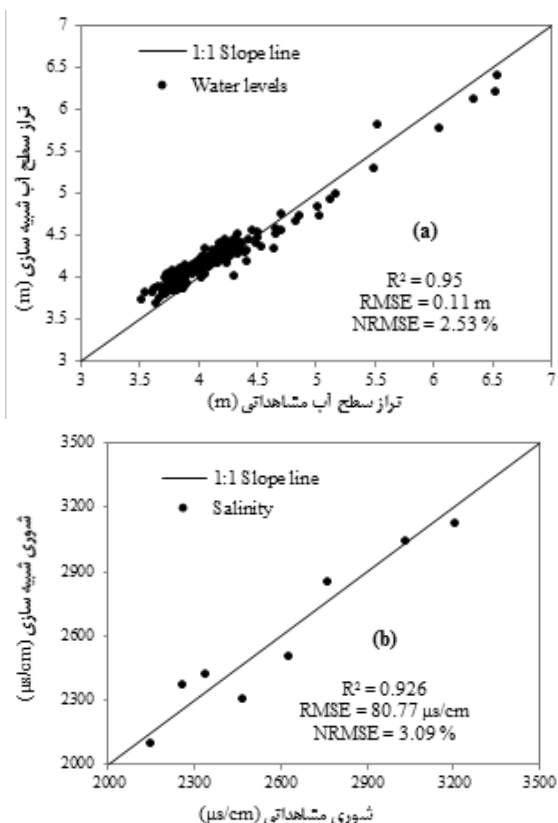 7
6.5
6
5.5
5
4.5
4
3.5
3
تراز سطح آب شبیه سازی (m)
1:1 Slope line
Water levels
(a)
R² = 0.95
RMSE = 0.11 m
NRMSE = 2.53 %
3 3.5 4 4.5 5 5.5 6 6.5 7
تراز سطح آب مشاهداتی (m)
3500
3200
2900
2600
2300
2000
شوری شبیه سازی (µs/cm)
1:1 Slope line
Salinity
(b)
R² = 0.926
RMSE = 80.77 µs/cm
NRMSE = 3.09 %
2000 2300 2600 2900 3200 3500
شوری مشاهداتی (µs/cm)